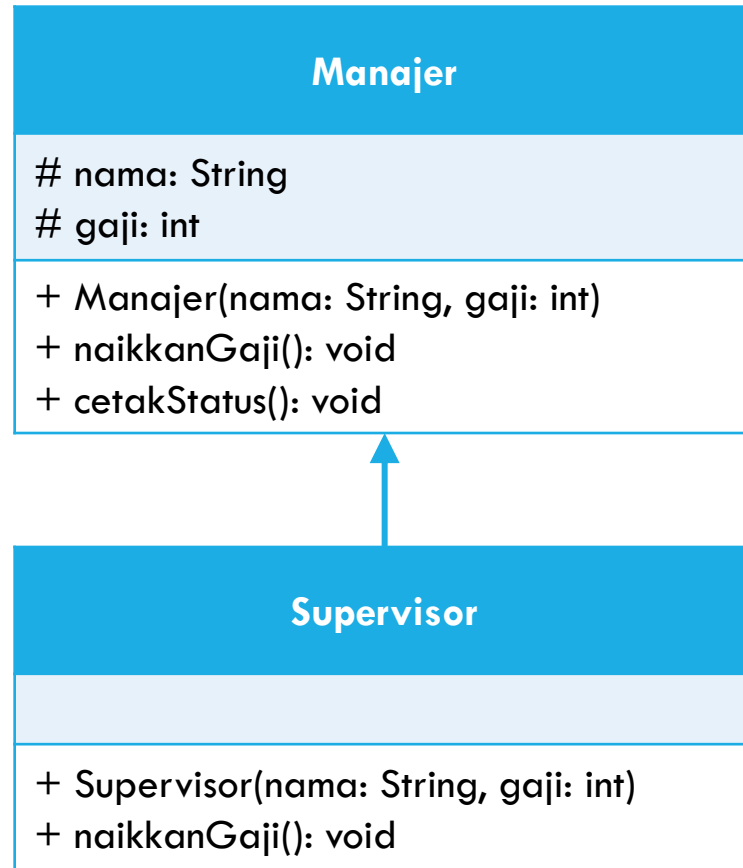 Manajer
# nama: String
# gaji: int
+ Manajer(nama: String, gaji: int)
+ naikkanGaji(): void
+ cetakStatus(): void
Supervisor
+ Supervisor(nama: String, gaji: int)
+ naikkanGaji(): void